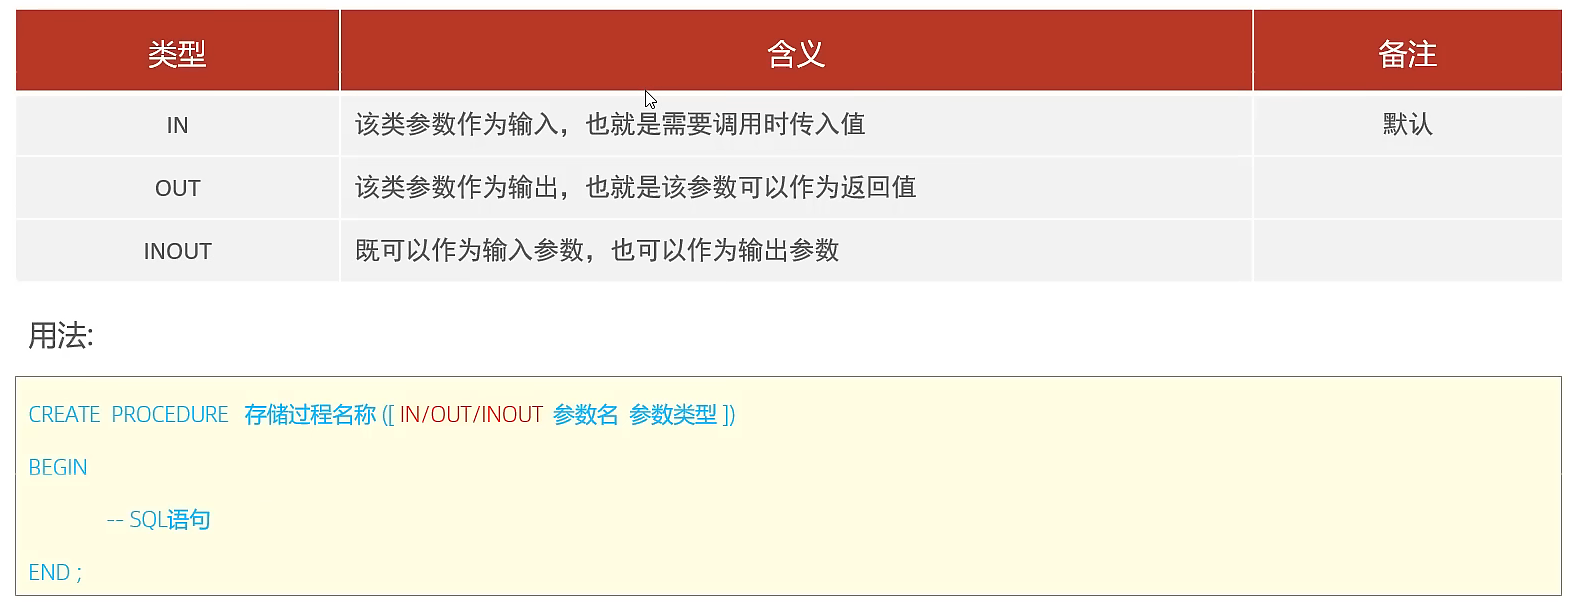 类型 含义 备注
IN 该类参数作为输入，也就是需要调用时传入值 默认
OUT 该类参数作为输出，也就是该参数可以作为返回值
INOUT 既可以作为输入参数，也可以作为输出参数
用法:
CREATE PROCEDURE 存储过程名称 ([ IN/OUT/INOUT 参数名 参数类型 ])
BEGIN
-- SQL语句
END ;